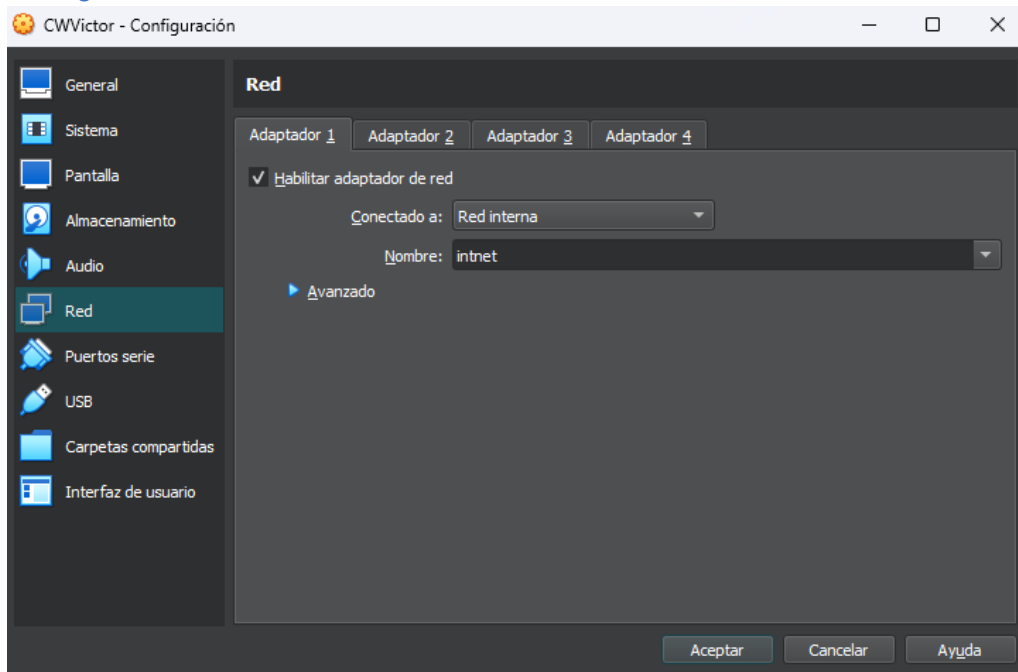 CWVictor - Configuración
General
Sistema
Pantalla
Almacenamiento
Audio
Red
Puertos serie
USB
Carpetas compartidas
Interfaz de usuario
Red
Adaptador 1 Adaptador 2 Adaptador 3 Adaptador 4
Habilitar adaptador de red
Conectado a: Red interna
Nombre: intnet
Avanzado
Aceptar Cancelar Ayuda